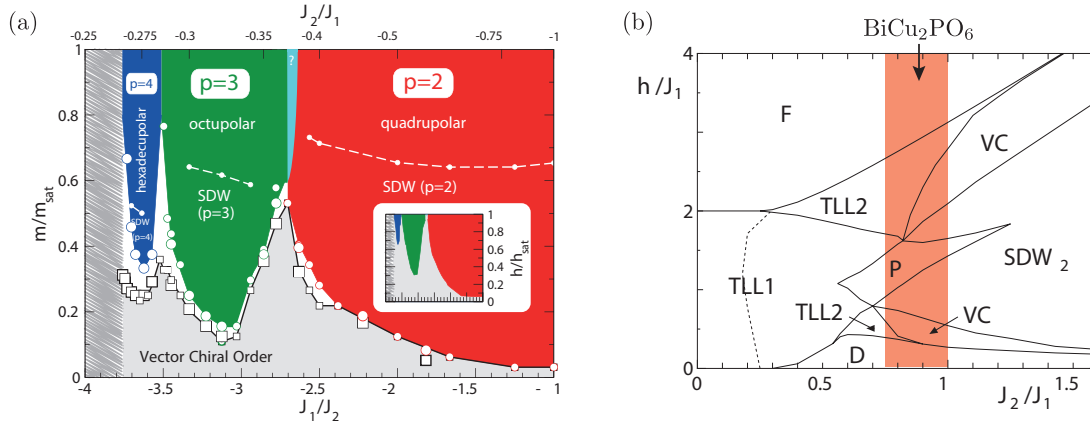 (a)
J₂/J₁
-0.25 -0.275 -0.3 -0.35 -0.4 -0.5 -0.75 -1
1
0.8
0.6
0.4
0.2
0
m/m_sat
p=4
p=3
?
p=2
hexadecupolar
octupolar
quadrupolar
SDW
(p=4)
SDW
(p=3)
SDW (p=2)
1
0.8
0.6
0.4
0.2
0
h/h_sat
Vector Chiral Order
-4 -3.5 -3 -2.5 -2 -1.5 -1
J₁/J₂
(b)
BiCu₂PO₆
4
h/J₁
F
VC
2
TLL2
P
SDW₂
TLL1
TLL2
VC
D
0
0 0.5 1 1.5
J₂/J₁